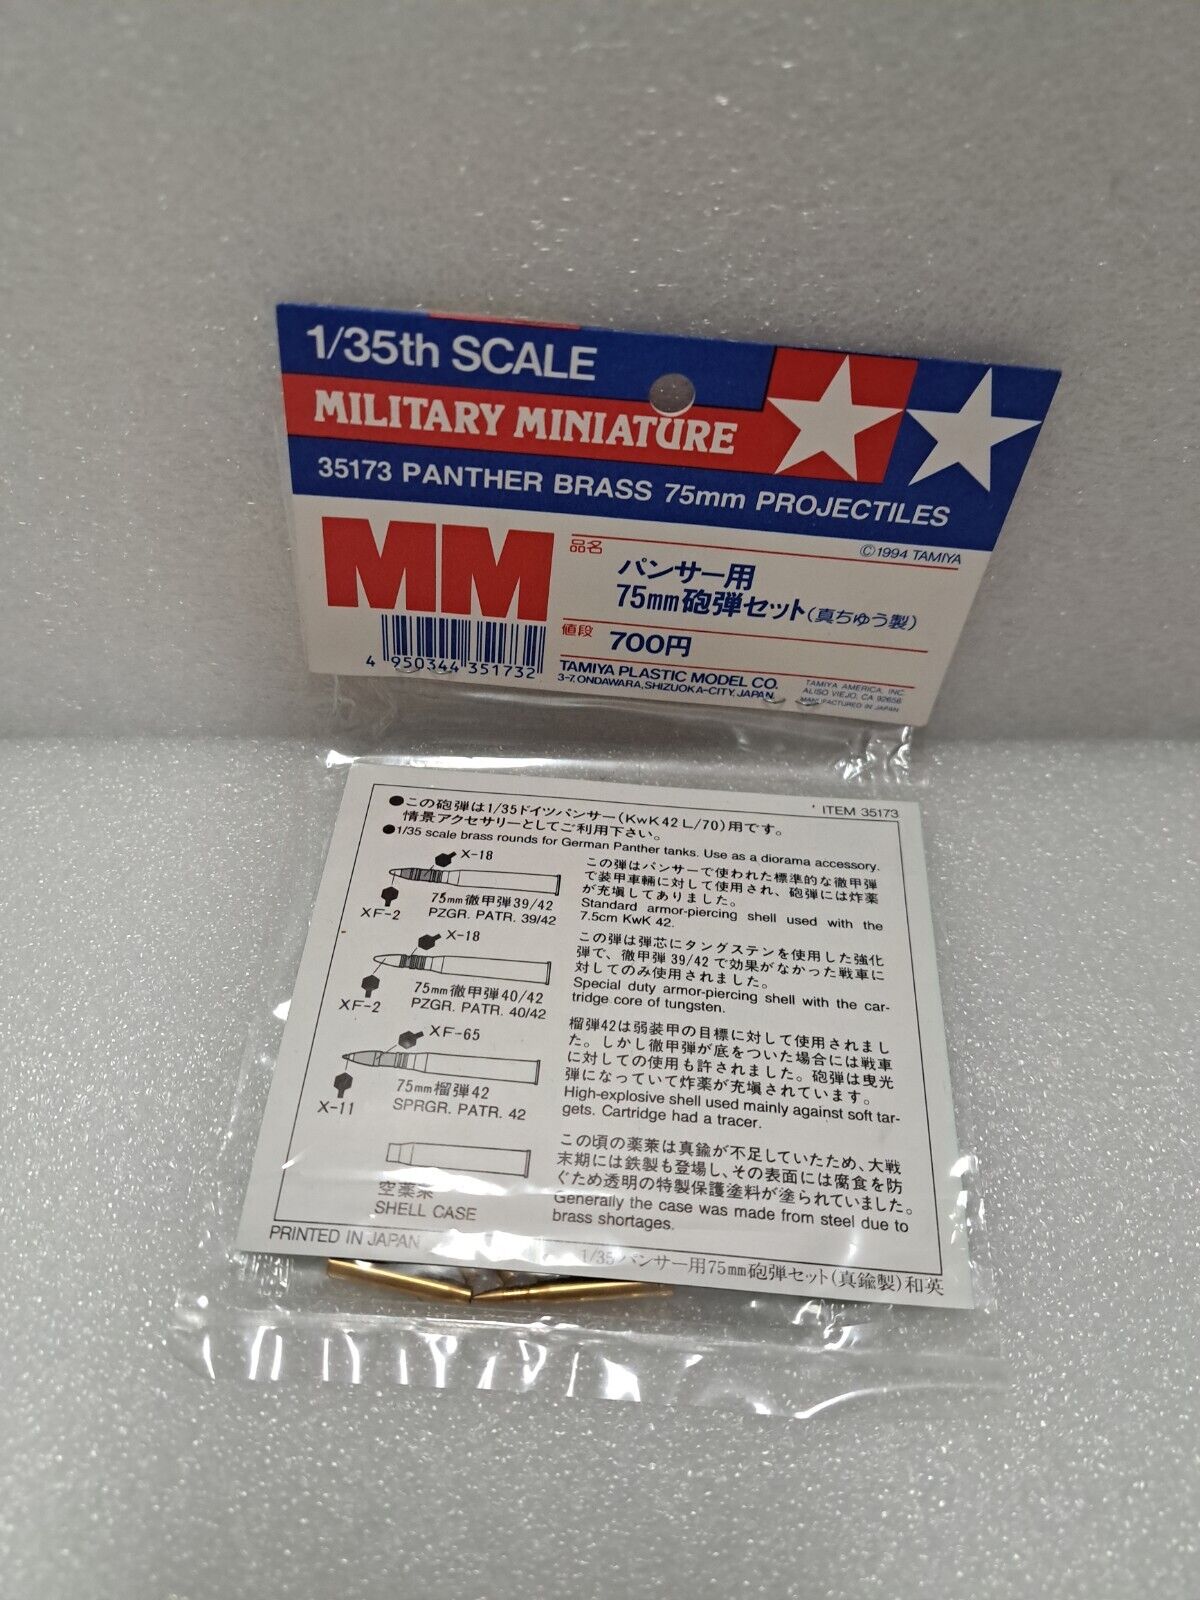 1/35th SCALE
MILITARY MINIATURE
35173 PANTHER BRASS 75mm PROJECTILES
MM
©1994 TAMIYA
品名
パンサー用
75mm砲弾セット(真ちゅう製)
値段 700円
4 950344 351732
TAMIYA PLASTIC MODEL CO.
3-7, ONDAWARA, SHIZUOKA-CITY, JAPAN.
TAMIYA AMERICA, INC.
ALISO VIEJO, CA 92656
MANUFACTURED IN JAPAN
ITEM 35173
●この砲弾は1/35ドイツパンサー(KwK42 L/70)用です。
情景アクセサリーとしてご利用下さい。
●1/35 scale brass rounds for German Panther tanks. Use as a diorama accessory.
X-18
XF-2
75mm徹甲弾39/42
PZGR. PATR. 39/42
この弾はパンサーで使われた標準的な徹甲弾
で装甲車輛に対して使用され、砲弾には炸薬
が充塡してありました。
Standard armor-piercing shell used with the
7.5cm KwK 42.
X-18
XF-2
75mm徹甲弾40/42
PZGR. PATR. 40/42
この弾は弾芯にタングステンを使用した強化
弾で、徹甲弾39/42で効果がなかった戦車に
対してのみ使用されました。
Special duty armor-piercing shell with the car-
tridge core of tungsten.
XF-65
X-11
75mm榴弾42
SPRGR. PATR. 42
榴弾42は弱装甲の目標に対して使用されまし
た。しかし徹甲弾が底をついた場合には戦車
に対しての使用も許されました。砲弾は曳光
弾になっていて炸薬が充塡されています。
High-explosive shell used mainly against soft tar-
gets. Cartridge had a tracer.
空薬莢
SHELL CASE
この頃の薬莢は真鍮が不足していたため、大戦
末期には鉄製も登場し、その表面には腐食を防
ぐため透明の特製保護塗料が塗られていました。
Generally the case was made from steel due to
brass shortages.
PRINTED IN JAPAN
1/35 パンサー用75mm砲弾セット(真鍮製)和英